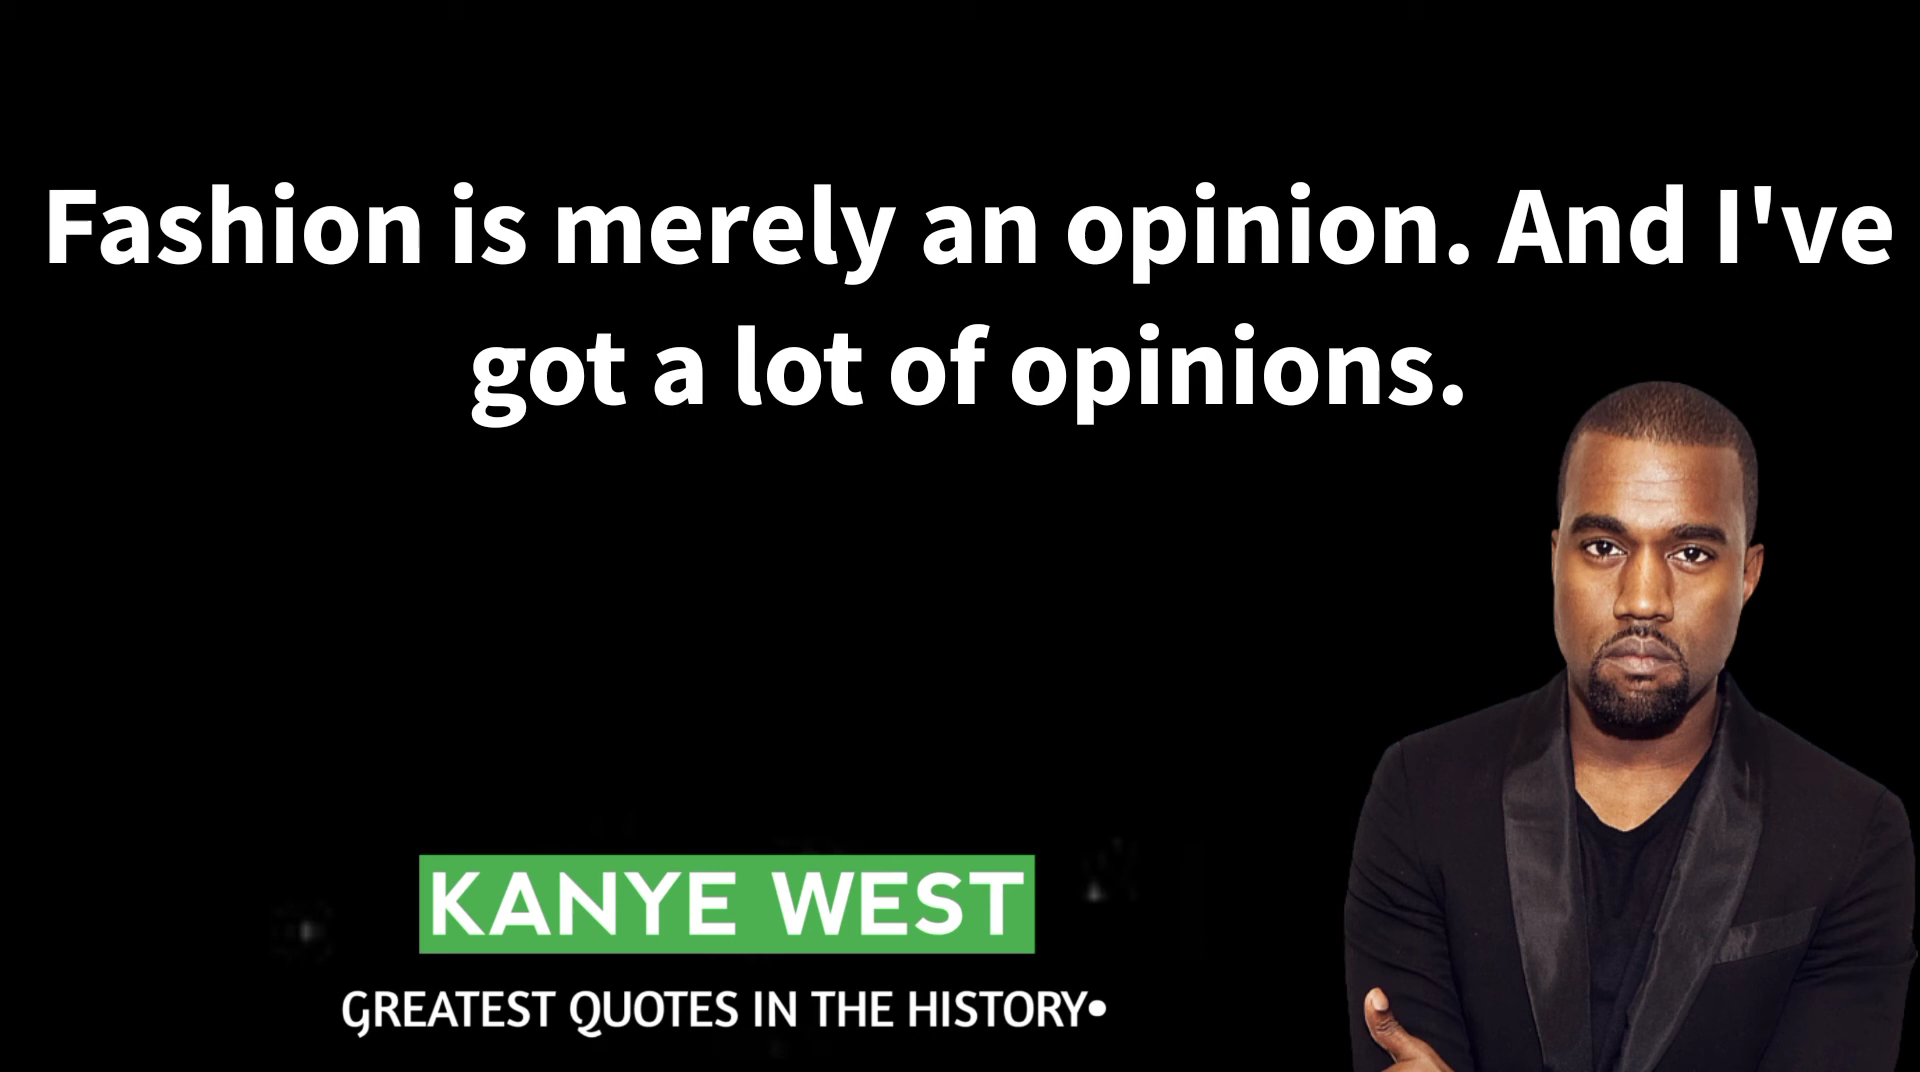 Fashion is merely an opinion. And I've
got a lot of opinions.
KANYE WEST
GREATEST QUOTES IN THE HISTORY•